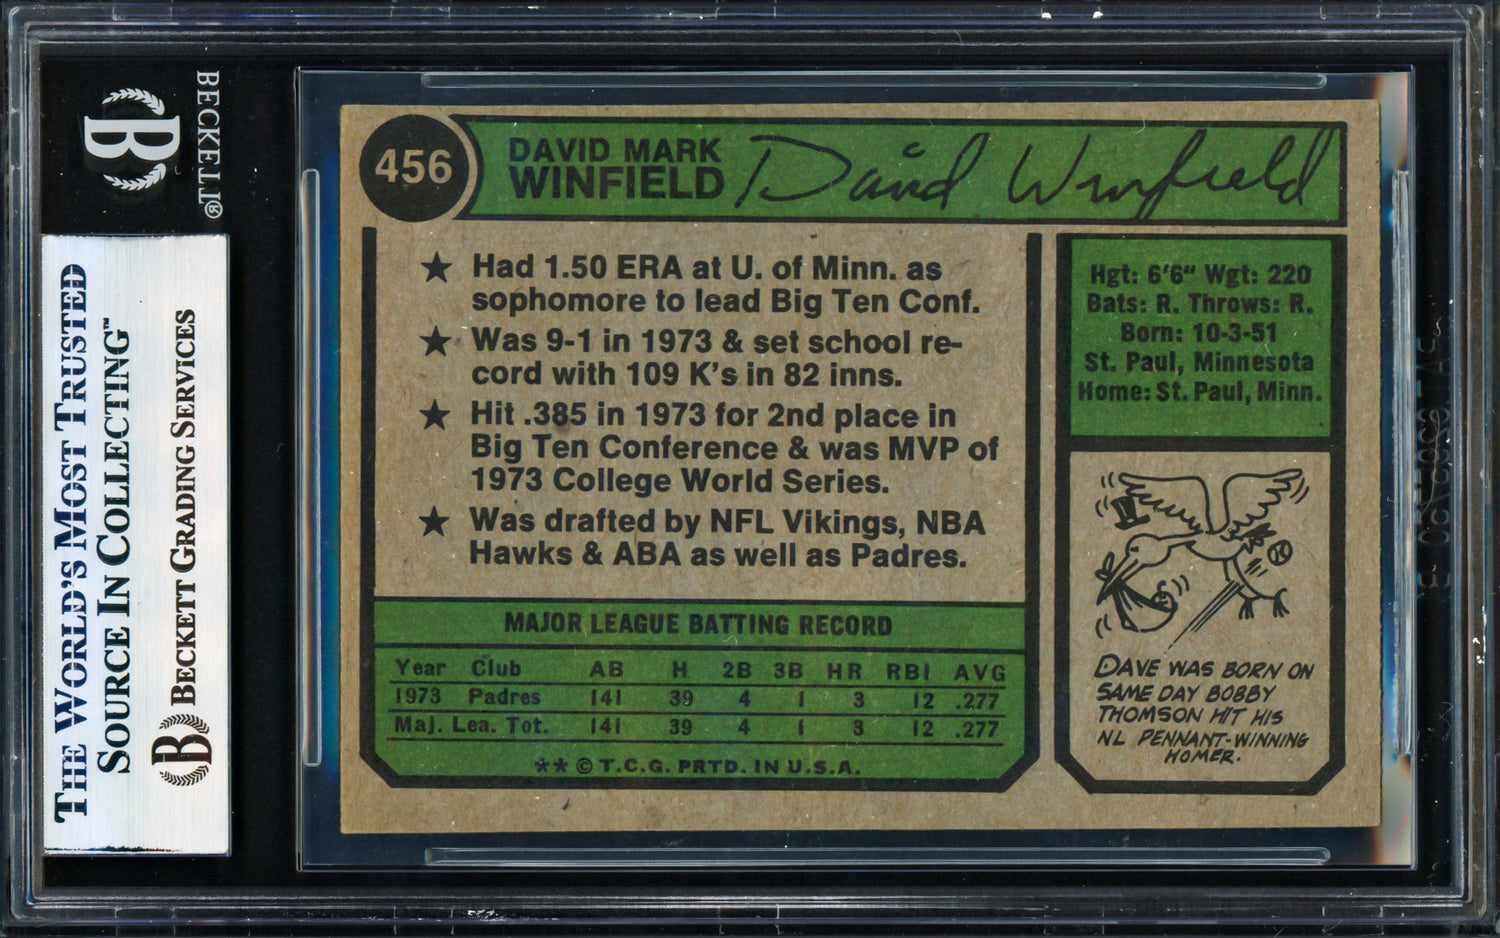 BECKETT®
THE WORLD'S MOST TRUSTED
SOURCE IN COLLECTING™
BECKETT GRADING SERVICES
456
DAVID MARK
WINFIELD
David Winfield
★ Had 1.50 ERA at U. of Minn. as
sophomore to lead Big Ten Conf.
★ Was 9-1 in 1973 & set school re-
cord with 109 K's in 82 inns.
★ Hit .385 in 1973 for 2nd place in
Big Ten Conference & was MVP of
1973 College World Series.
★ Was drafted by NFL Vikings, NBA
Hawks & ABA as well as Padres.
MAJOR LEAGUE BATTING RECORD
Year Club AB H 2B 3B HR RBI AVG
1973 Padres 141 39 4 1 3 12 .277
Maj. Lea. Tot. 141 39 4 1 3 12 .277
** © T.C.G. PRTD. IN U.S.A.
Hgt: 6'6" Wgt: 220
Bats: R. Throws: R.
Born: 10-3-51
St. Paul, Minnesota
Home: St. Paul, Minn.
DAVE WAS BORN ON
SAME DAY BOBBY
THOMSON HIT HIS
NL PENNANT-WINNING
HOMER.